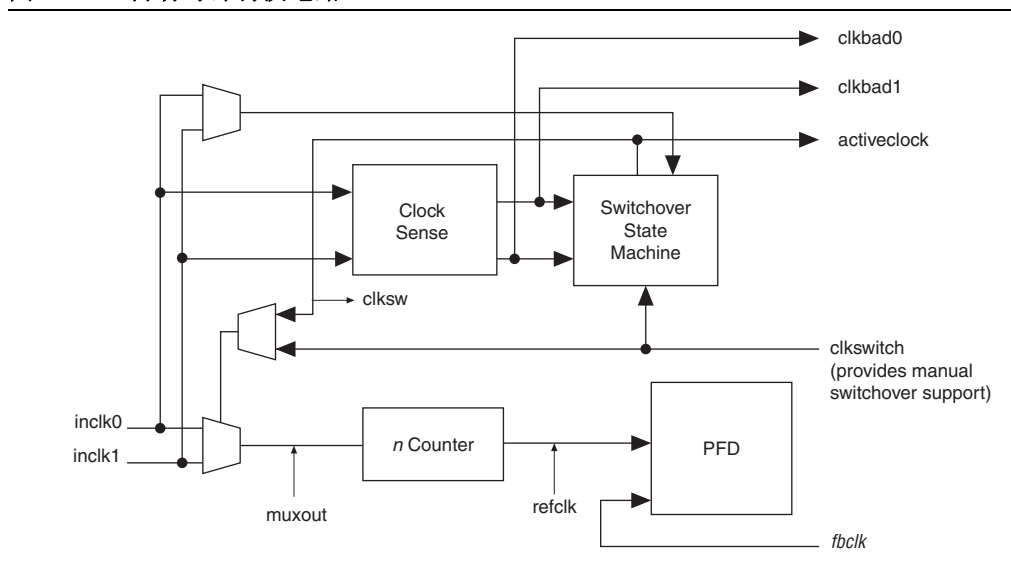 clkbad0
clkbad1
activeclock
Clock
Sense
Switchover
State
Machine
clksw
clkswitch
(provides manual
switchover support)
inclk0
inclk1
n Counter
PFD
muxout
refclk
fbclk